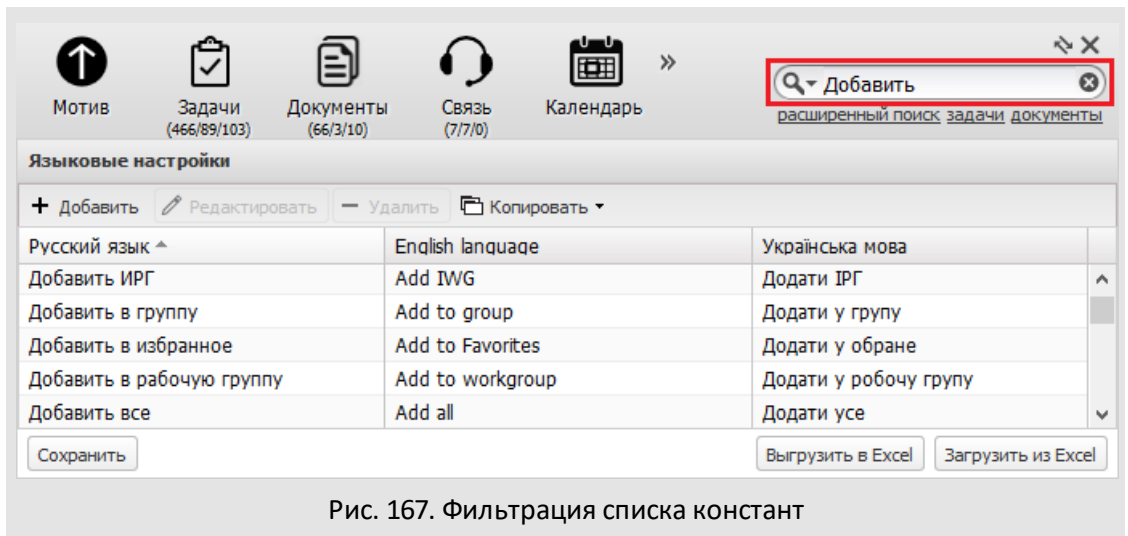 Мотив Задачи Документы Связь Календарь »
(466/89/103) (66/3/10) (7/7/0)
Добавить
расширенный поиск задачи документы
Языковые настройки
+ Добавить Редактировать Удалить Копировать
Русский язык English language Українська мова
Добавить ИРГ Add IWG Додати ІРГ
Добавить в группу Add to group Додати у групу
Добавить в избранное Add to Favorites Додати у обране
Добавить в рабочую группу Add to workgroup Додати у робочу групу
Добавить все Add all Додати усе
Сохранить Выгрузить в Excel Загрузить из Excel
Рис. 167. Фильтрация списка констант